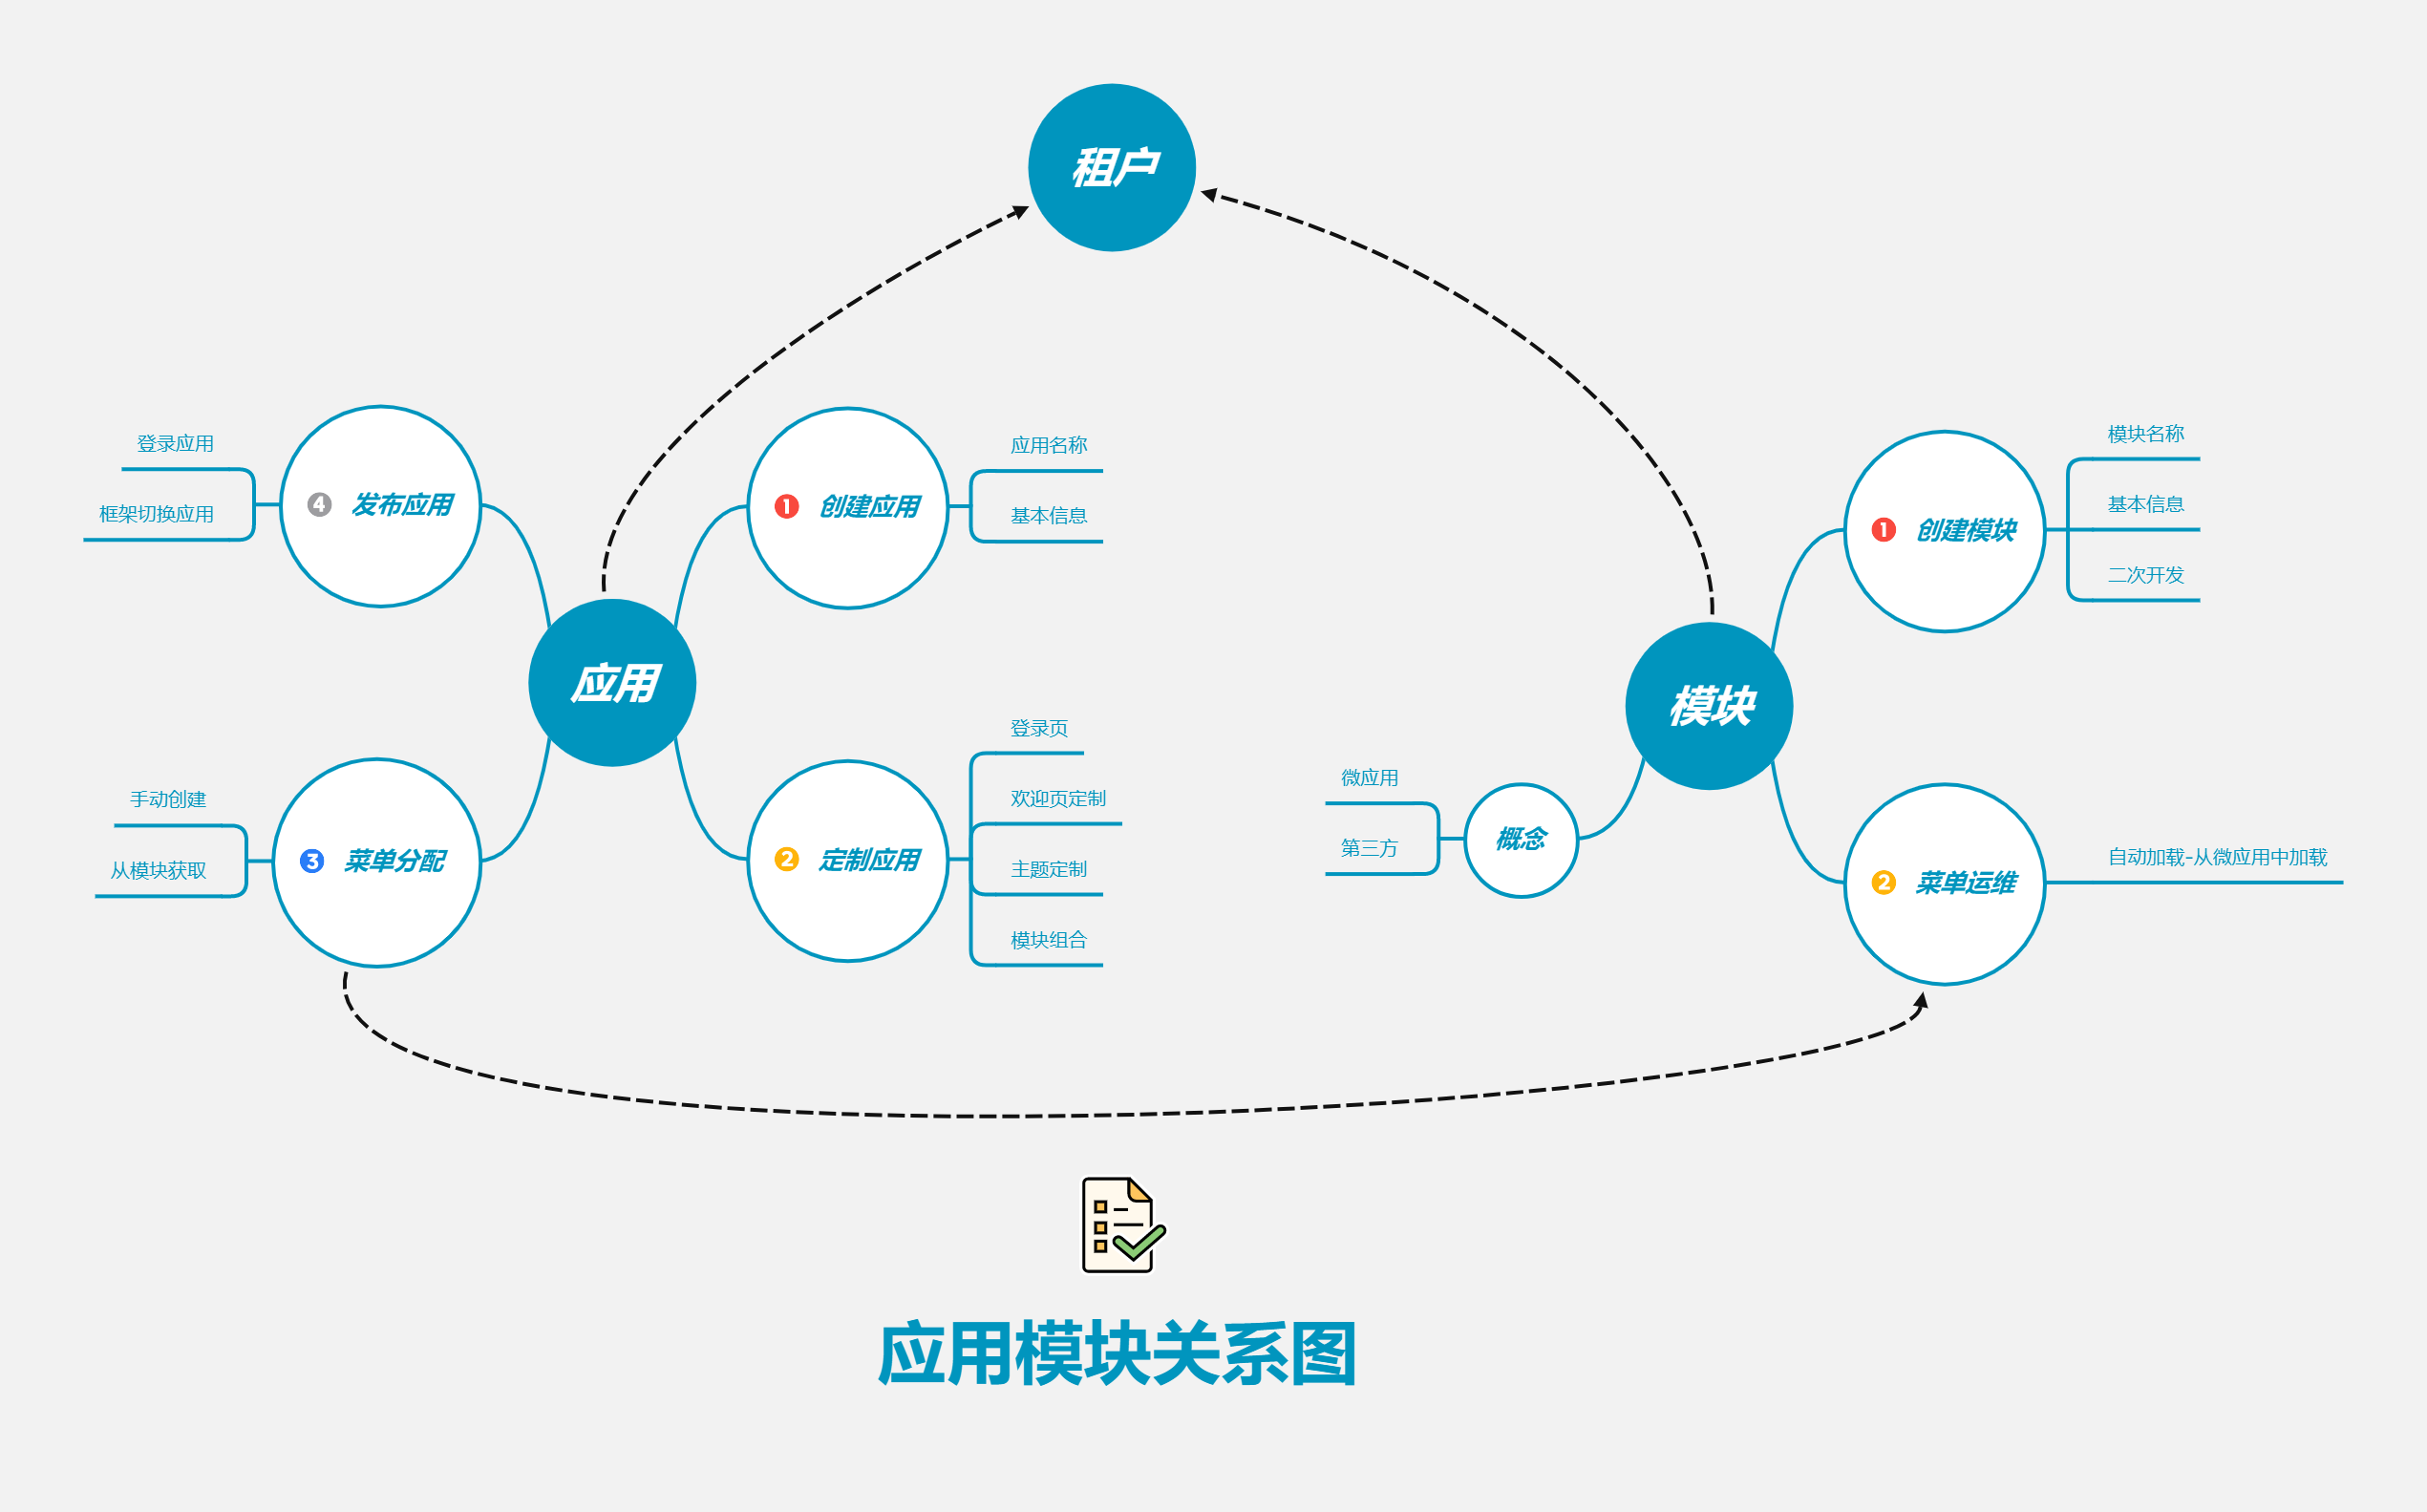 租户
登录应用
框架切换应用
4 发布应用
1 创建应用
应用名称
基本信息
应用
手动创建
从模块获取
3 菜单分配
2 定制应用
登录页
欢迎页定制
主题定制
模块组合
模块
1 创建模块
模块名称
基本信息
二次开发
微应用
第三方
概念
2 菜单运维
自动加载-从微应用中加载
应用模块关系图